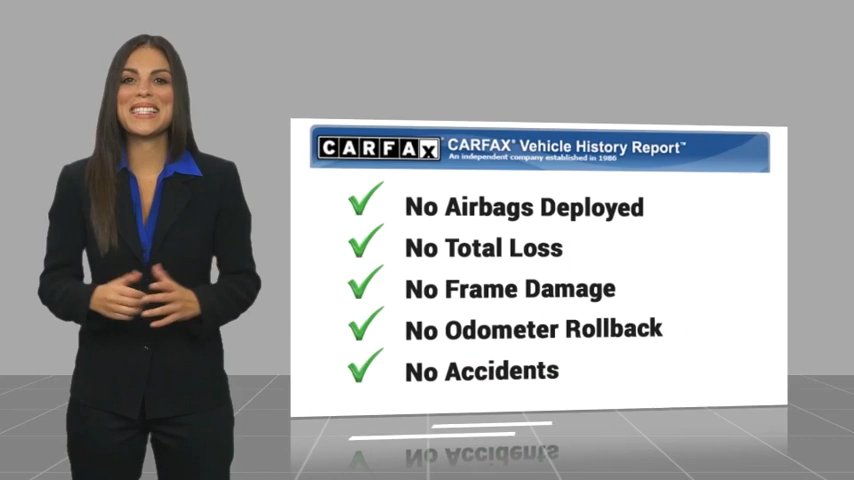 CARFAX CARFAX® Vehicle History Report™
An independent company established in 1986
No Airbags Deployed
No Total Loss
No Frame Damage
No Odometer Rollback
No Accidents
No Accidents